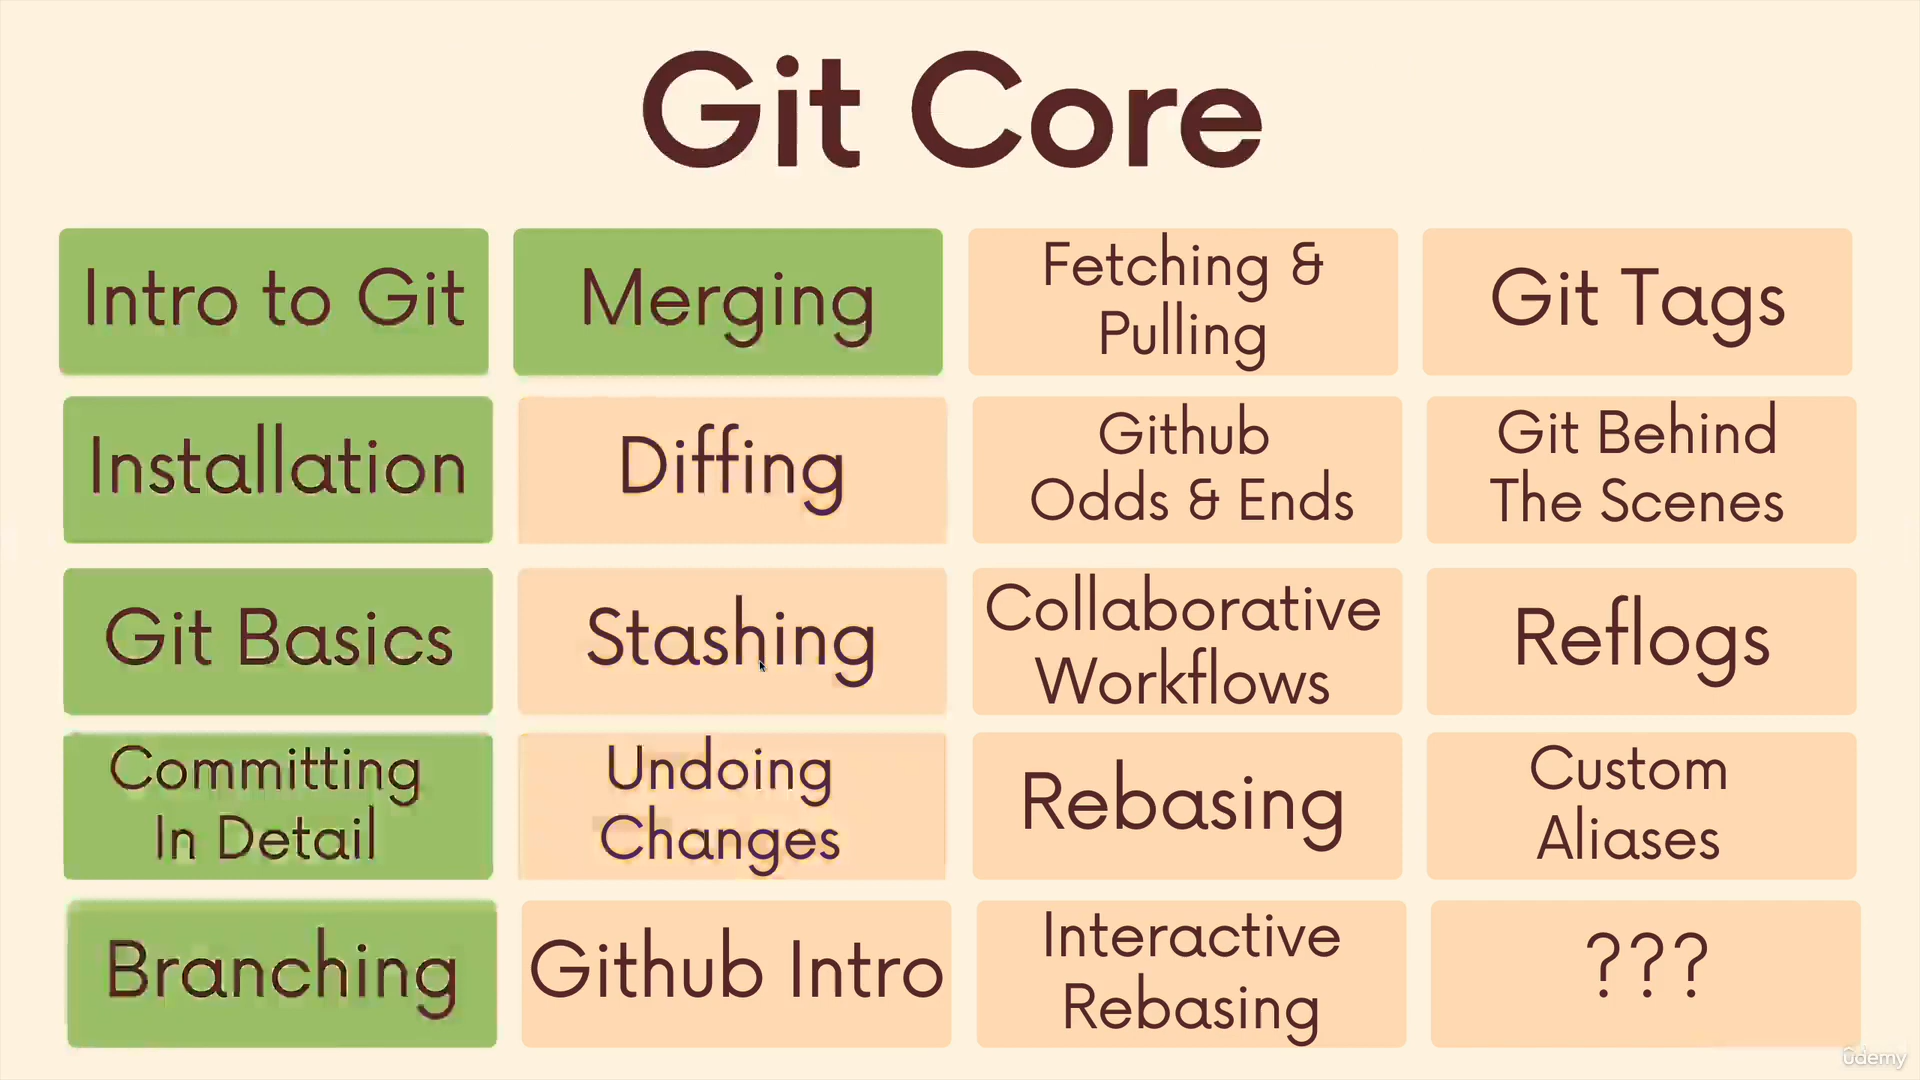 Git Core
Intro to Git
Merging
Fetching &
Pulling
Git Tags
Installation
Diffing
Github
Odds & Ends
Git Behind
The Scenes
Git Basics
Stashing
Collaborative
Workflows
Reflogs
Committing
In Detail
Undoing
Changes
Rebasing
Custom
Aliases
Branching
Github Intro
Interactive
Rebasing
???
ûdemy